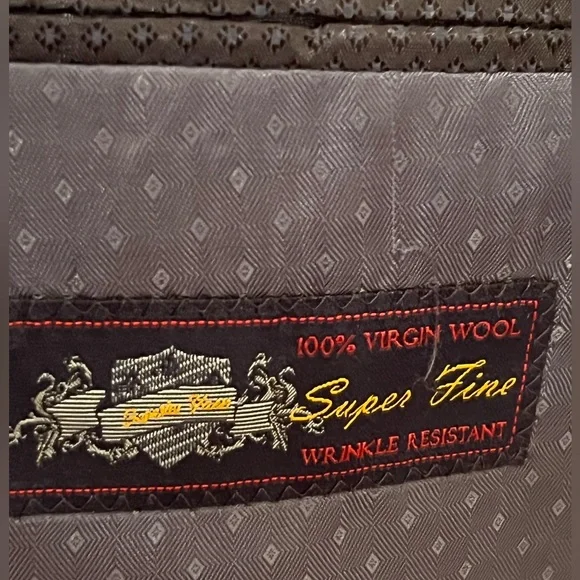 100% VIRGIN WOOL
Super Fine
WRINKLE RESISTANT